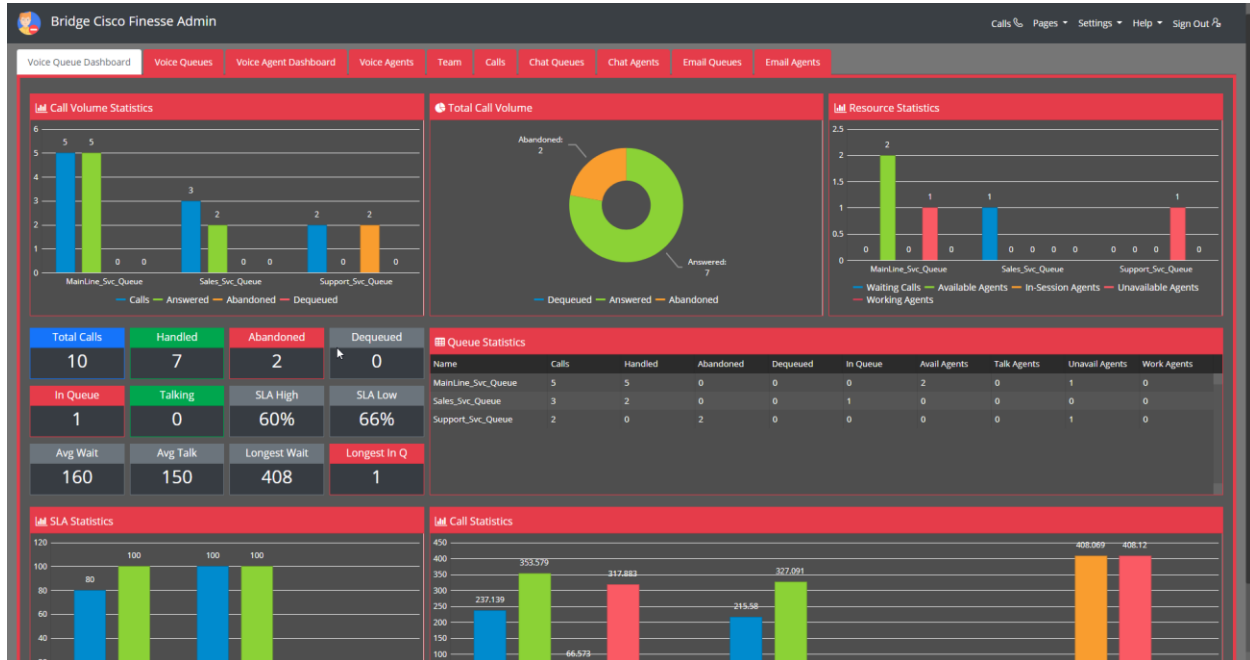 Bridge Cisco Finesse Admin
Calls Pages Settings Help Sign Out
Voice Queue Dashboard Voice Queues Voice Agent Dashboard Voice Agents Team Calls Chat Queues Chat Agents Email Queues Email Agents
Call Volume Statistics
6
5
4
3
2
1
0
5 5 0 0
3 2 0 0
2 0 2 0
MainLine_Svc_Queue Sales_Svc_Queue Support_Svc_Queue
Calls Answered Abandoned Dequeued
Total Call Volume
Abandoned:
2
Answered:
7
Dequeued Answered Abandoned
Resource Statistics
2.5
2
1.5
1
0.5
0
0 2 0 1 0
1 0 0 0 0
0 0 0 1 0
MainLine_Svc_Queue Sales_Svc_Queue Support_Svc_Queue
Waiting Calls Available Agents In-Session Agents Unavailable Agents
Working Agents
Total Calls Handled Abandoned Dequeued
10 7 2 0
In Queue Talking SLA High SLA Low
1 0 60% 66%
Avg Wait Avg Talk Longest Wait Longest In Q
160 150 408 1
Queue Statistics
Name Calls Handled Abandoned Dequeued In Queue Avail Agents Talk Agents Unavail Agents Work Agents
MainLine_Svc_Queue 5 5 0 0 0 2 0 1 0
Sales_Svc_Queue 3 2 0 0 1 0 0 0 0
Support_Svc_Queue 2 0 2 0 0 0 0 1 0
SLA Statistics
120
100
80
60
40
80 100 100 100
Call Statistics
450
400
350
300
250
200
150
100
237.139 353.579 66.573 317.883
215.58 327.091
408.069 408.12